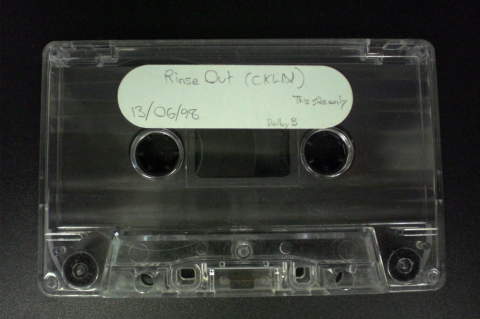 Rinse Out (CKLN)
This side only
13/06/98
Dolby B